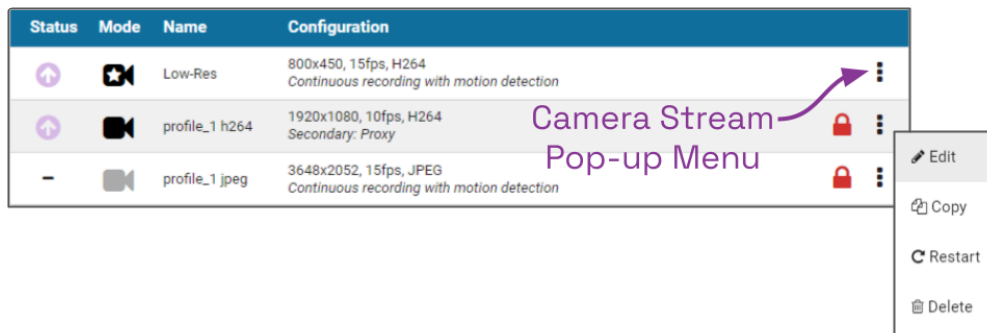 Status Mode Name Configuration
Low-Res
800x450, 15fps, H264
Continuous recording with motion detection
profile_1 h264
1920x1080, 10fps, H264
Secondary: Proxy
profile_1 jpeg
3648x2052, 15fps, JPEG
Continuous recording with motion detection
Camera Stream
Pop-up Menu
Edit
Copy
Restart
Delete